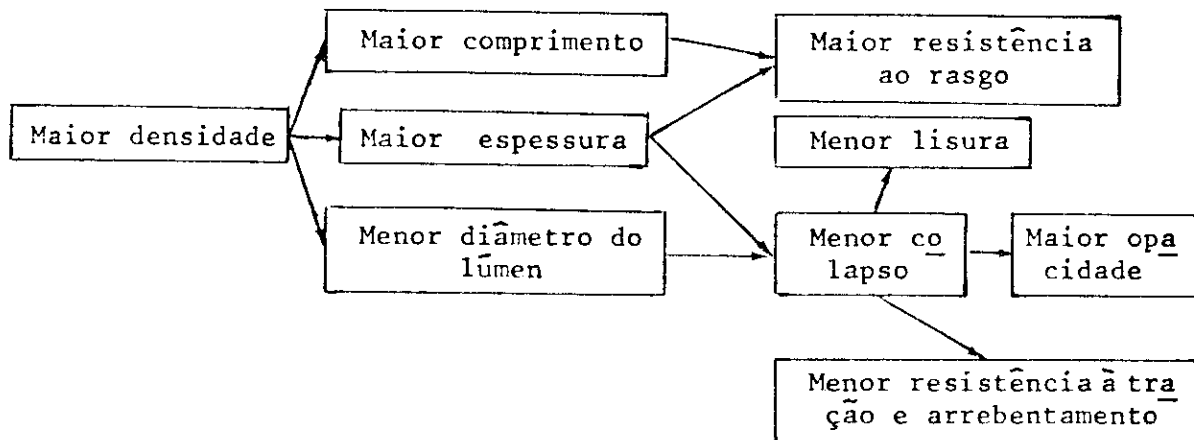 Maior comprimento
Maior resistência
ao rasgo
Maior densidade
Maior espessura
Menor lisura
Menor diâmetro do
lúmen
Menor co
lapso
Maior opa
cidade
Menor resistência à tra
ção e arrebentamento